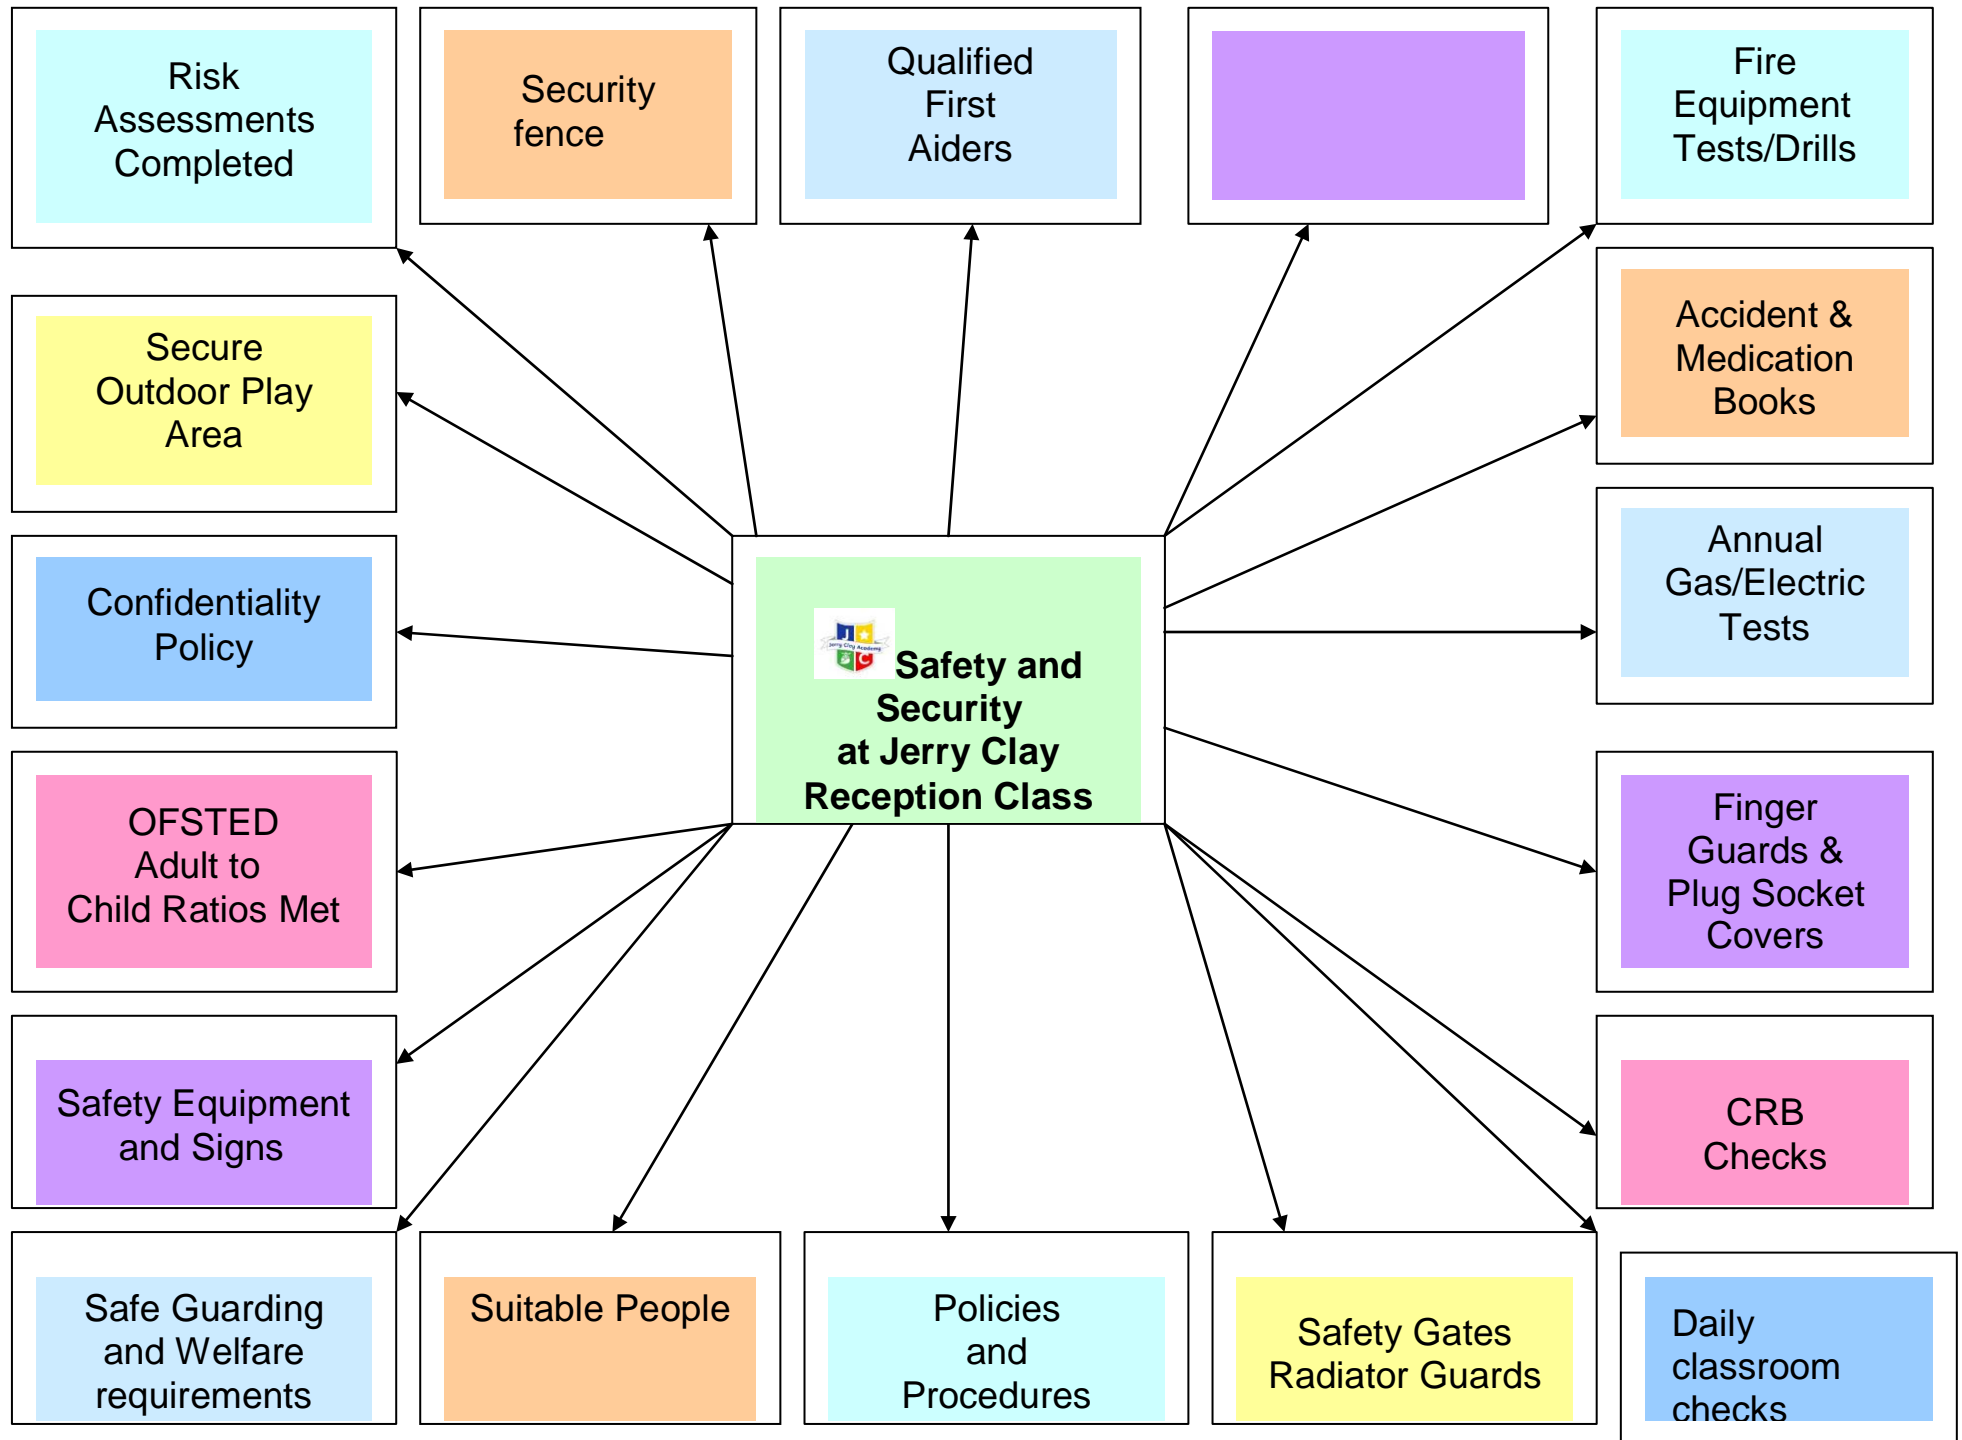 Risk
Assessments
Completed
Security
fence
Qualified
First
Aiders
Fire
Equipment
Tests/Drills
Secure
Outdoor Play
Area
Accident &
Medication
Books
Confidentiality
Policy
Annual
Gas/Electric
Tests
J
Jerry Clay Academy
C
Safety and
Security
at Jerry Clay
Reception Class
OFSTED
Adult to
Child Ratios Met
Finger
Guards &
Plug Socket
Covers
Safety Equipment
and Signs
CRB
Checks
Safe Guarding
and Welfare
requirements
Suitable People
Policies
and
Procedures
Safety Gates
Radiator Guards
Daily
classroom
checks